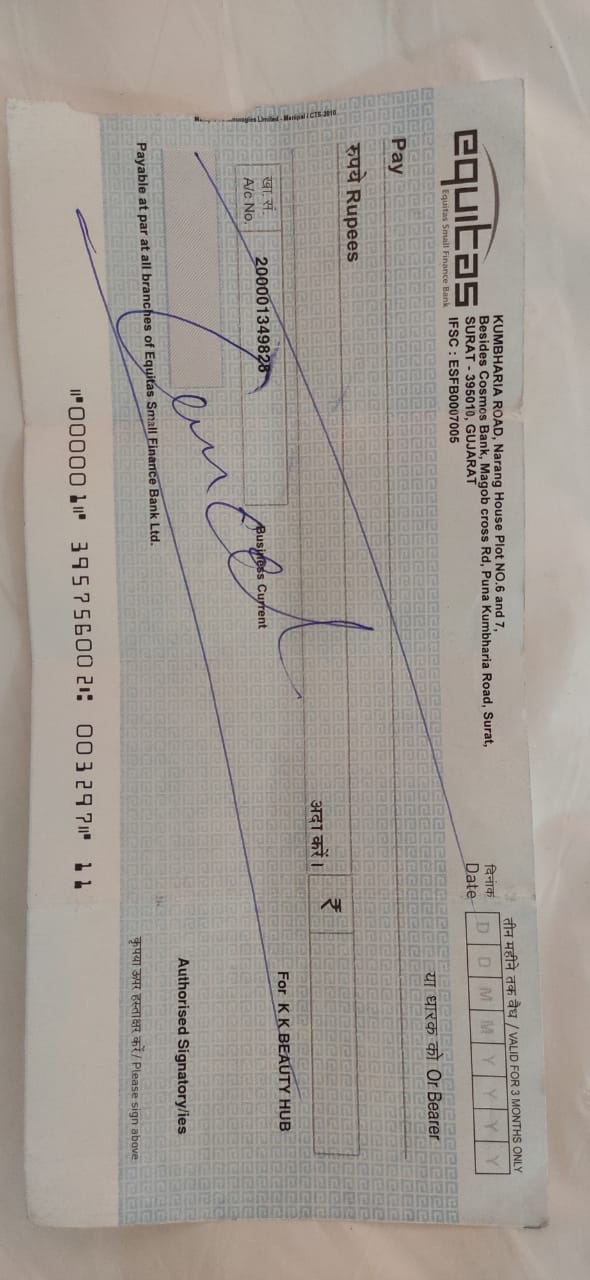 तीन महीने तक वैध / VALID FOR 3 MONTHS ONLY
KUMBHARIA ROAD, Narang House Plot NO.6 and 7,
Besides Cosmos Bank, Magob cross Rd, Puna Kumbharia Road, Surat,
SURAT - 395010, GUJARAT
IFSC : ESFB0007005
equitas
Equitas Small Finance Bank
दिनांक
Date
D D M M Y Y Y Y
Pay
या धारक को Or Bearer
रुपये Rupees
अदा करें ।
₹
खा. सं.
A/c No.
200001349828
Business Current
For K K BEAUTY HUB
Cancel
Authorised Signatory/ies
Payable at par at all branches of Equitas Small Finance Bank Ltd.
कृपया ऊपर हस्ताक्षर करें / Please sign above
⑈000001⑈ 395756002⑆ 003297⑈ 11